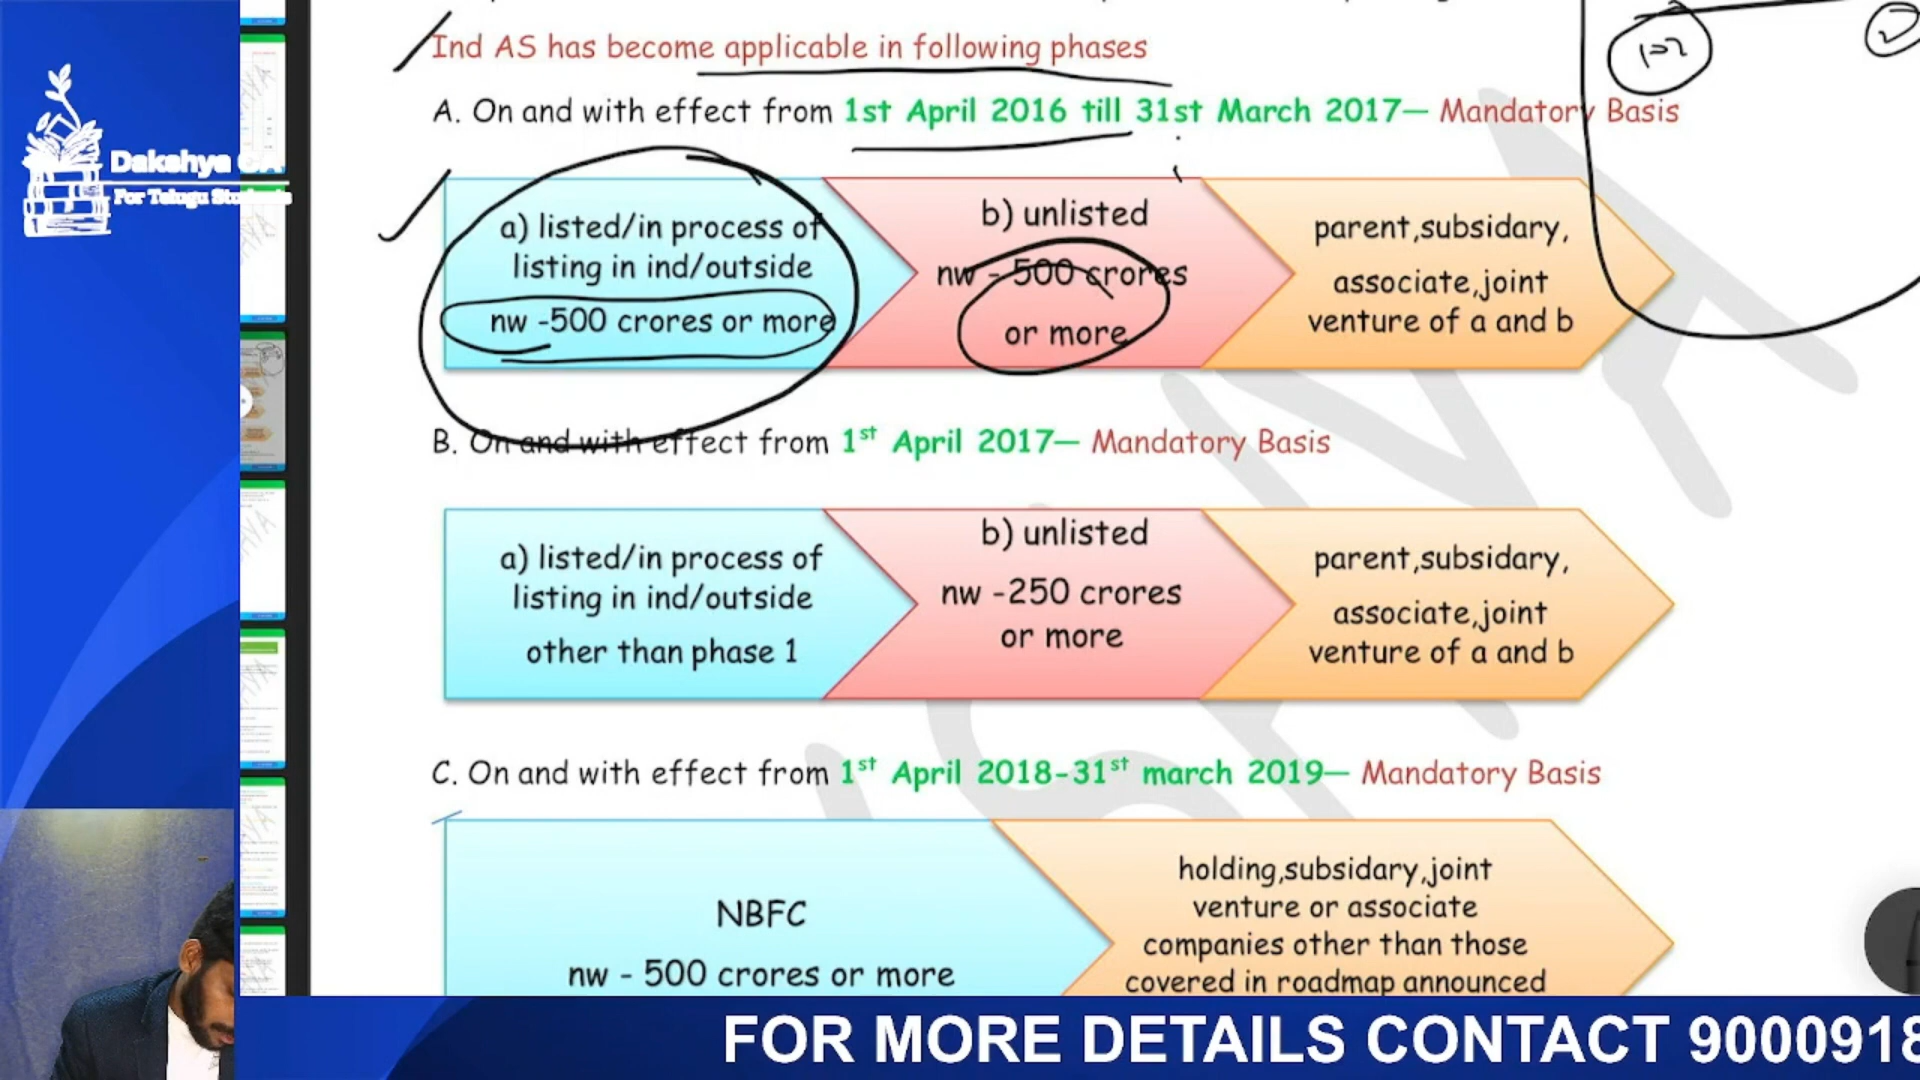 Ind AS has become applicable in following phases
A. On and with effect from 1st April 2016 till 31st March 2017— Mandatory Basis
a) listed/in process of
listing in ind/outside
nw -500 crores or more
b) unlisted
nw - 500 crores
or more
parent,subsidary,
associate,joint
venture of a and b
B. On and with effect from 1st April 2017— Mandatory Basis
a) listed/in process of
listing in ind/outside
other than phase 1
b) unlisted
nw -250 crores
or more
parent,subsidary,
associate,joint
venture of a and b
C. On and with effect from 1st April 2018-31st march 2019— Mandatory Basis
NBFC
nw - 500 crores or more
holding,subsidary,joint
venture or associate
companies other than those
covered in roadmap announced
Dakshya
For Telugu Students
FOR MORE DETAILS CONTACT 9000918